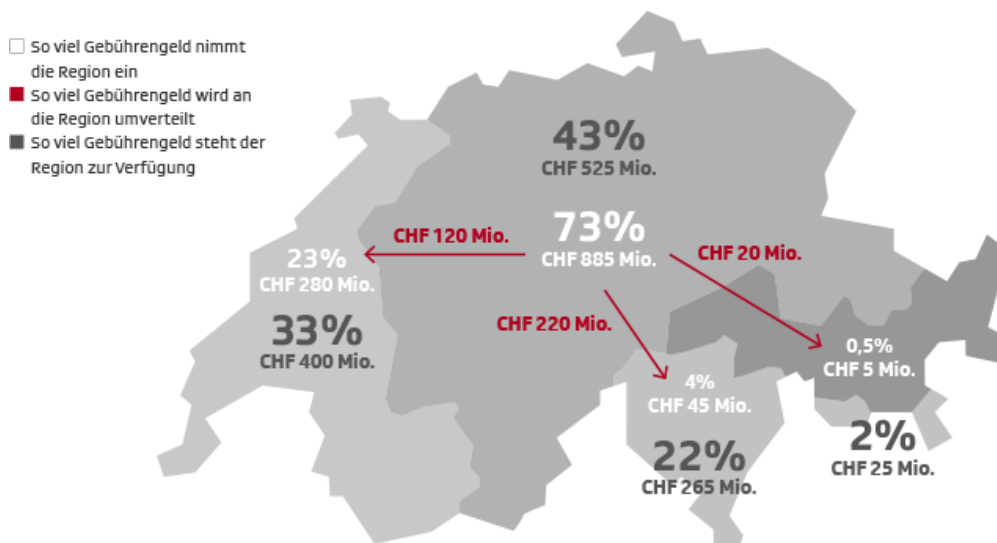 So viel Gebührengeld nimmt
die Region ein
So viel Gebührengeld wird an
die Region umverteilt
So viel Gebührengeld steht der
Region zur Verfügung
43%
CHF 525 Mio.
73%
CHF 885 Mio.
CHF 120 Mio.
CHF 20 Mio.
CHF 220 Mio.
23%
CHF 280 Mio.
33%
CHF 400 Mio.
4%
CHF 45 Mio.
22%
CHF 265 Mio.
0,5%
CHF 5 Mio.
2%
CHF 25 Mio.